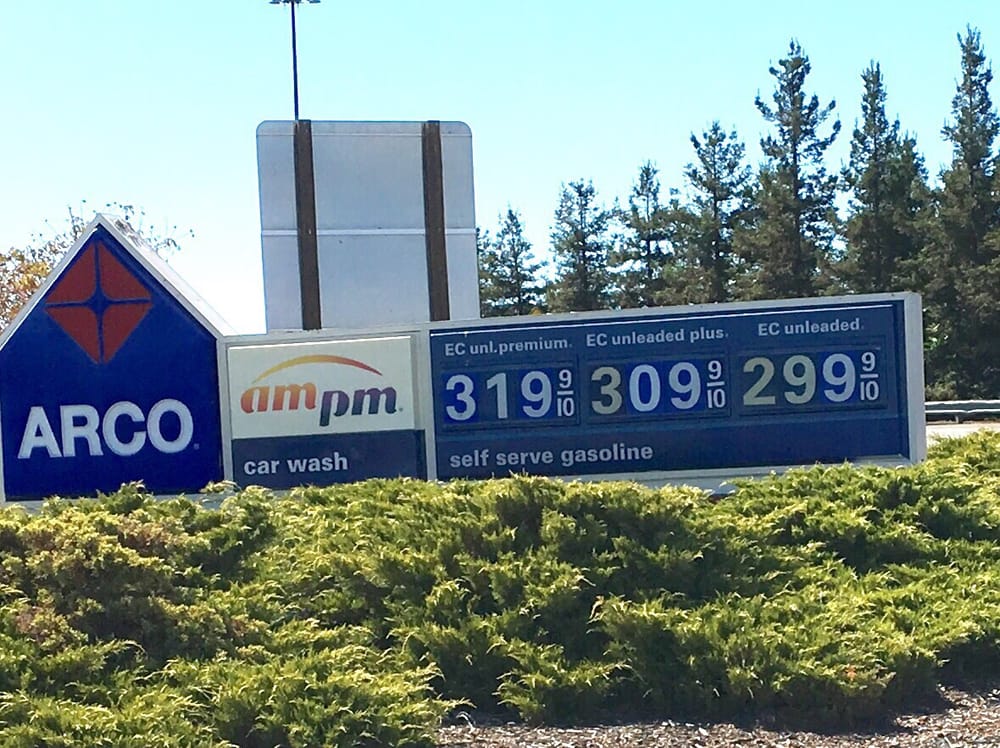 ARCO
ampm
car wash
EC unl.premium EC unleaded plus EC unleaded
319 9/10 309 9/10 299 9/10
self serve gasoline